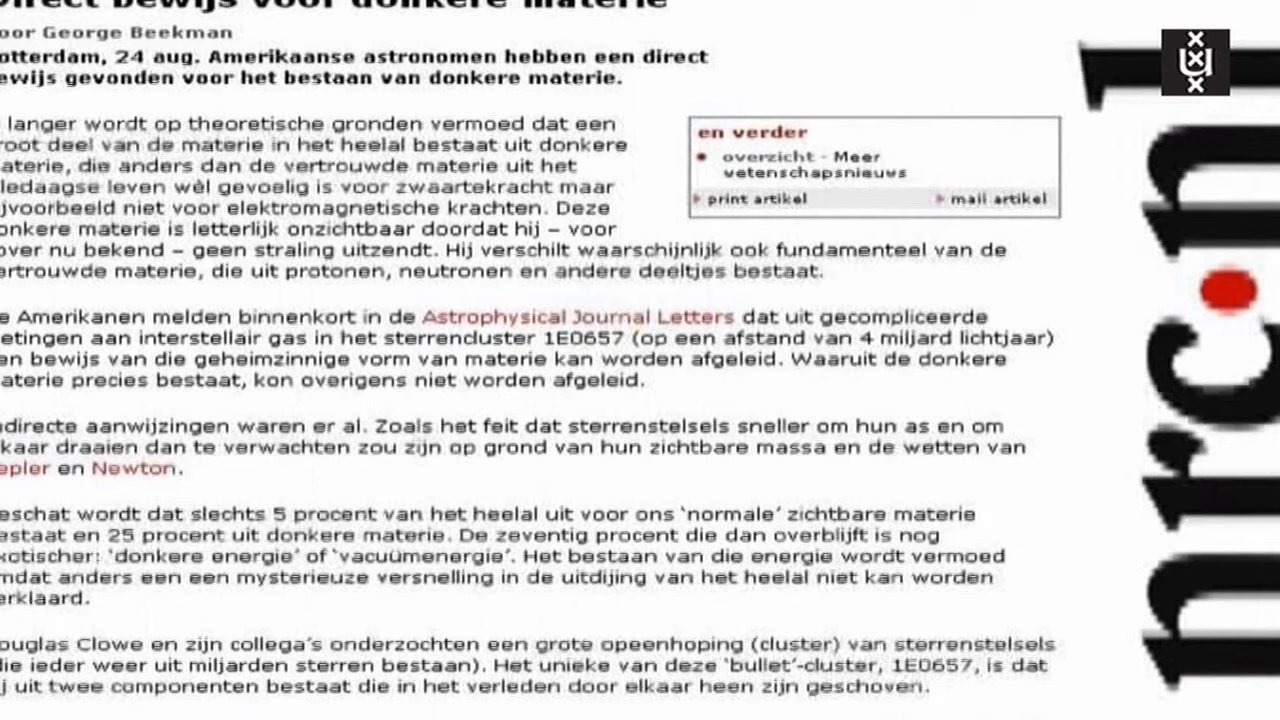 Direct bewijs voor donkere materie
oor George Beekman
otterdam, 24 aug. Amerikaanse astronomen hebben een direct
ewijs gevonden voor het bestaan van donkere materie.
langer wordt op theoretische gronden vermoed dat een
root deel van de materie in het heelal bestaat uit donkere
aterie, die anders dan de vertrouwde materie uit het
lledaagse leven wèl gevoelig is voor zwaartekracht maar
ijvoorbeeld niet voor elektromagnetische krachten. Deze
onkere materie is letterlijk onzichtbaar doordat hij – voor
over nu bekend – geen straling uitzendt. Hij verschilt waarschijnlijk ook fundamenteel van de
ertrouwde materie, die uit protonen, neutronen en andere deeltjes bestaat.
en verder
overzicht - Meer
wetenschapsnieuws
print artikel mail artikel
e Amerikanen melden binnenkort in de Astrophysical Journal Letters dat uit gecompliceerde
etingen aan interstellair gas in het sterrencluster 1E0657 (op een afstand van 4 miljard lichtjaar)
en bewijs van die geheimzinnige vorm van materie kan worden afgeleid. Waaruit de donkere
aterie precies bestaat, kon overigens niet worden afgeleid.
ndirecte aanwijzingen waren er al. Zoals het feit dat sterrenstelsels sneller om hun as en om
lkaar draaien dan te verwachten zou zijn op grond van hun zichtbare massa en de wetten van
epler en Newton.
eschat wordt dat slechts 5 procent van het heelal uit voor ons ‘normale’ zichtbare materie
estaat en 25 procent uit donkere materie. De zeventig procent die dan overblijft is nog
xotischer: ‘donkere energie’ of ‘vacuümenergie’. Het bestaan van die energie wordt vermoed
mdat anders een een mysterieuze versnelling in de uitdijing van het heelal niet kan worden
erklaard.
ouglas Clowe en zijn collega’s onderzochten een grote opeenhoping (cluster) van sterrenstelsels
die ieder weer uit miljarden sterren bestaan). Het unieke van deze ‘bullet’-cluster, 1E0657, is dat
ij uit twee componenten bestaat die in het verleden door elkaar heen zijn geschoven.
nrc.nl